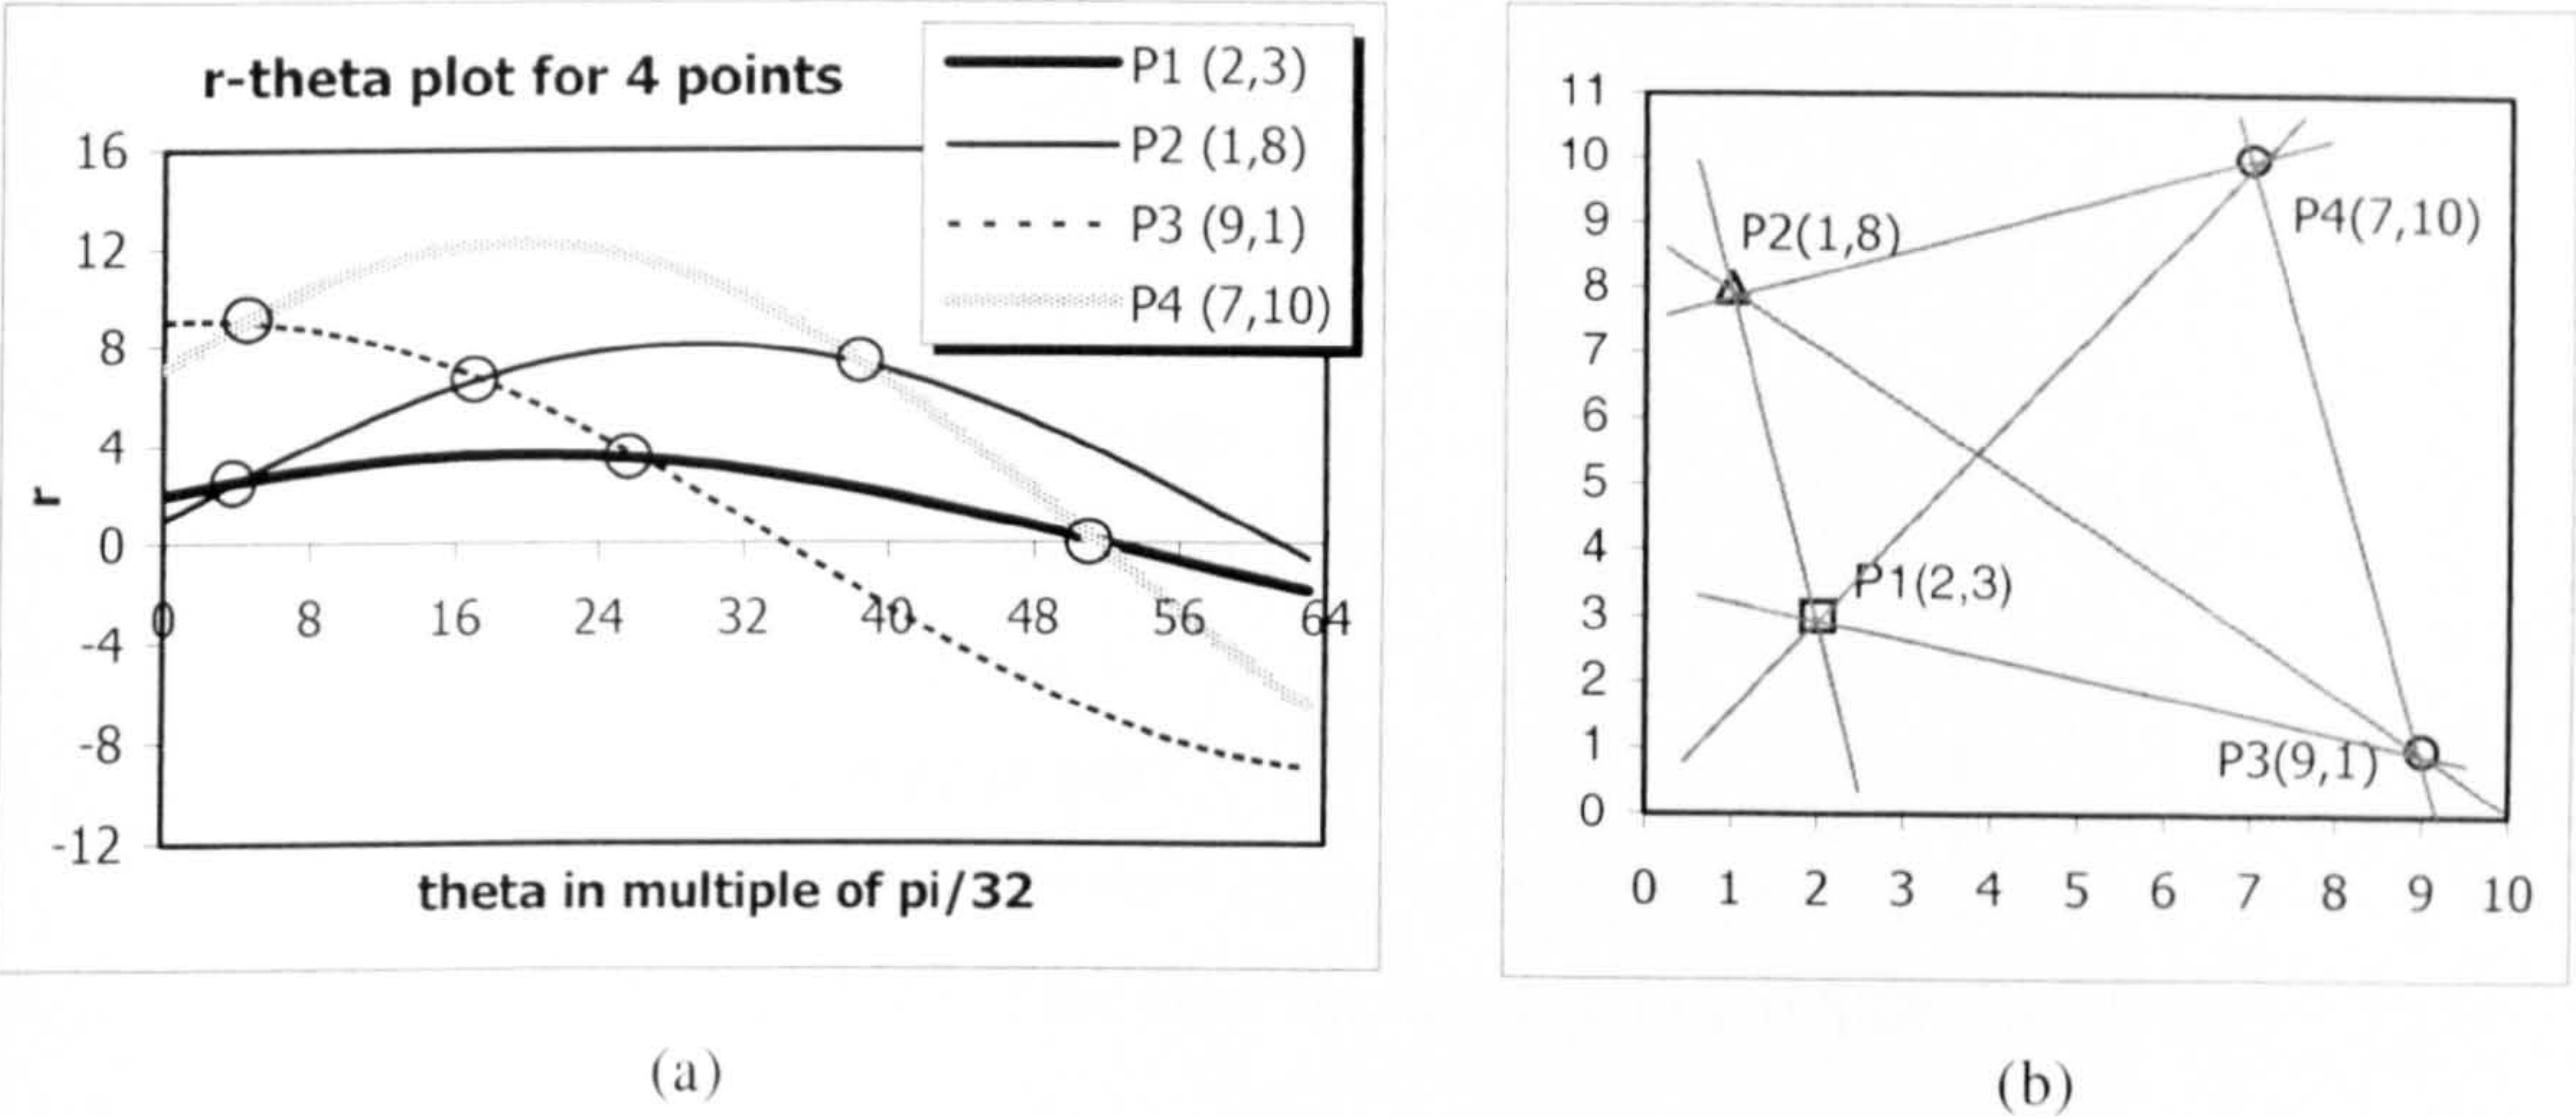 r-theta plot for 4 points
P1 (2,3)
P2 (1,8)
P3 (9,1)
P4 (7,10)
16
12
8
4
0
-4
-8
-12
r
0 8 16 24 32 40 48 56 64
theta in multiple of pi/32
(a)
11
10
9
8
7
6
5
4
3
2
1
0
P2(1,8)
P4(7,10)
P1(2,3)
P3(9,1)
0 1 2 3 4 5 6 7 8 9 10
(b)